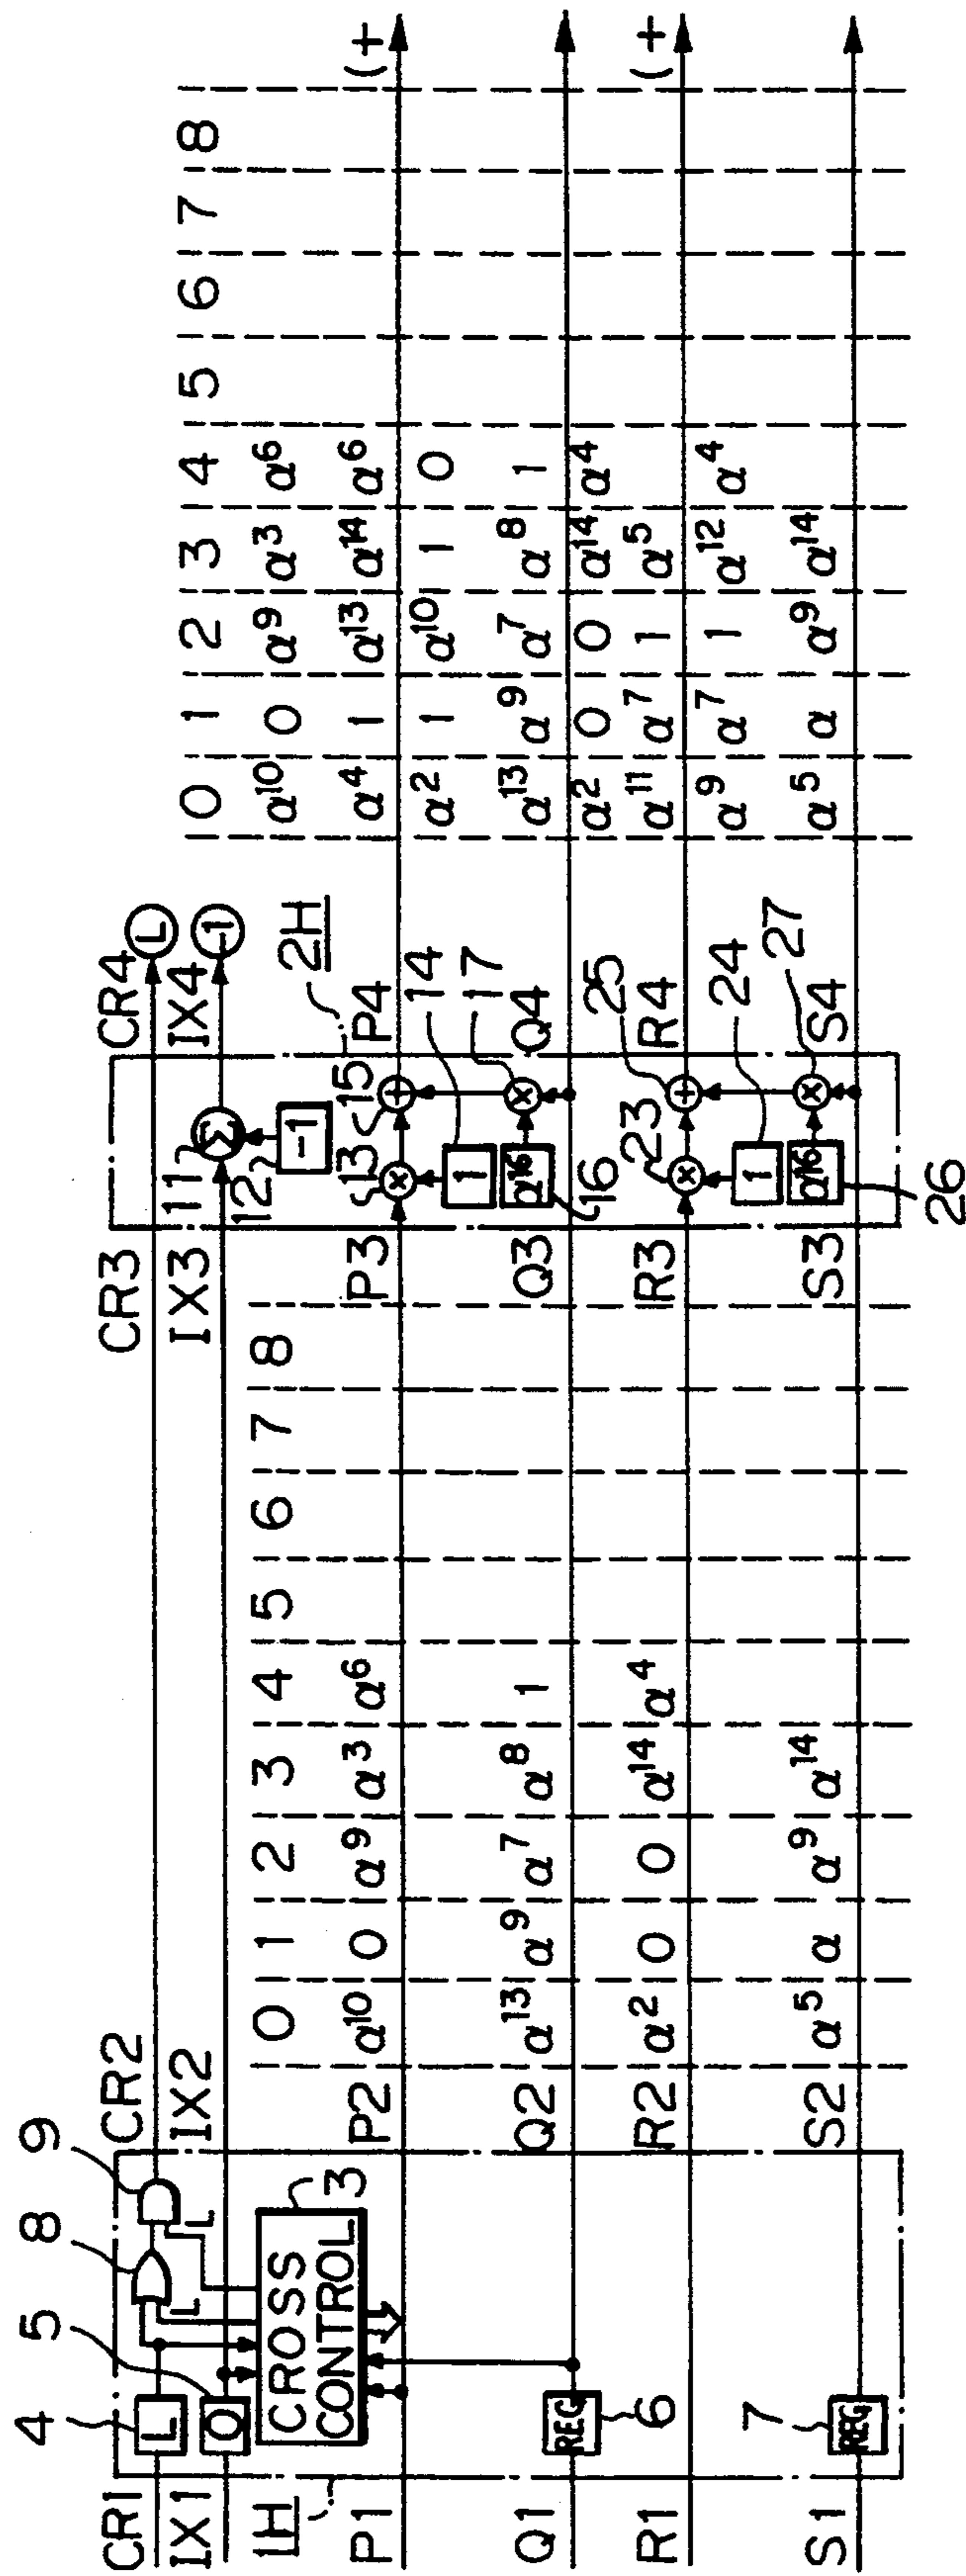 CR1
4
L
8
9
L
L
CR2
CR3
CR4
L
IX1
5
0
IX2
IX3
11
Σ
12
-1
IX4
-1
1H
CROSS
CONTROL
3
2H
0 1 2 3 4 5 6 7 8
0 1 2 3 4 5 6 7 8
α¹⁰ 0 α⁹ α³ α⁶
P1
P2
α¹⁰ 0 α⁹ α³ α⁶
P3
13
×
15
+
P4
α⁴ 1 α¹³ α¹⁴ α⁶
(+
1
14
α² 1 α¹⁰ 1 0
Q1
REG
6
Q2
α¹³ α⁹ α⁷ α⁸ 1
Q3
α¹⁶
16
×
17
Q4
α¹³ α⁹ α⁷ α⁸ 1
α² 0 0 α¹⁴ α⁴
R1
R2
α² 0 0 α¹⁴ α⁴
R3
23
×
25
+
R4
α¹¹ α⁷ 1 α⁵
(+
1
24
α⁹ α⁷ 1 α¹² α⁴
S1
7
REG
S2
α⁵ α α⁹ α¹⁴
S3
α¹⁶
26
×
27
S4
α⁵ α α⁹ α¹⁴